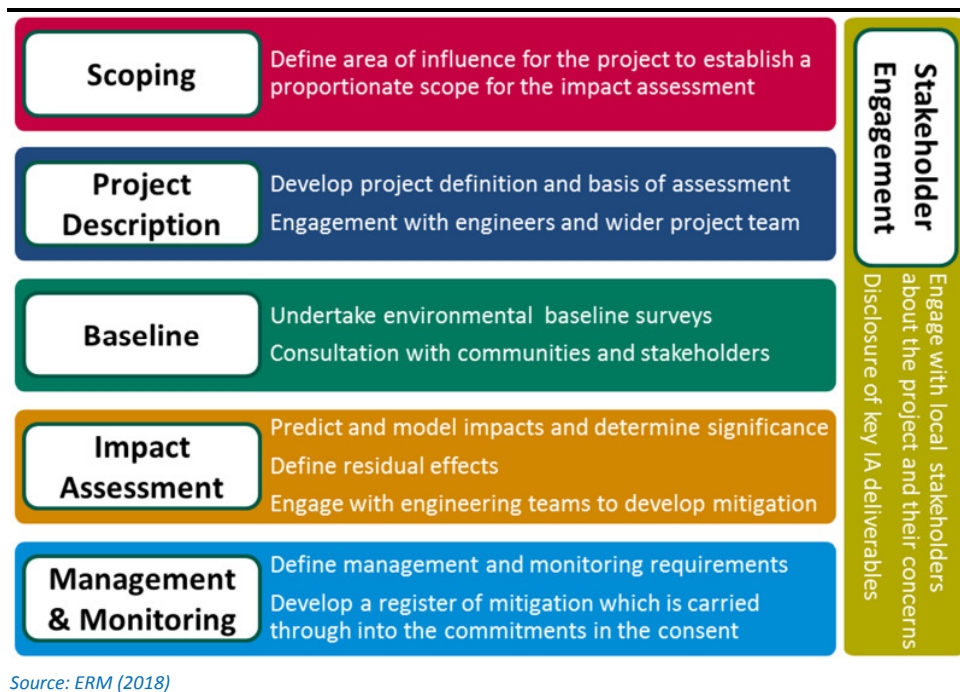 Scoping
Define area of influence for the project to establish a
proportionate scope for the impact assessment
Project
Description
Develop project definition and basis of assessment
Engagement with engineers and wider project team
Baseline
Undertake environmental baseline surveys
Consultation with communities and stakeholders
Impact
Assessment
Predict and model impacts and determine significance
Define residual effects
Engage with engineering teams to develop mitigation
Management
& Monitoring
Define management and monitoring requirements
Develop a register of mitigation which is carried
through into the commitments in the consent
Stakeholder
Engagement
Engage with local stakeholders
about the project and their concerns
Disclosure of key IA deliverables
Source: ERM (2018)